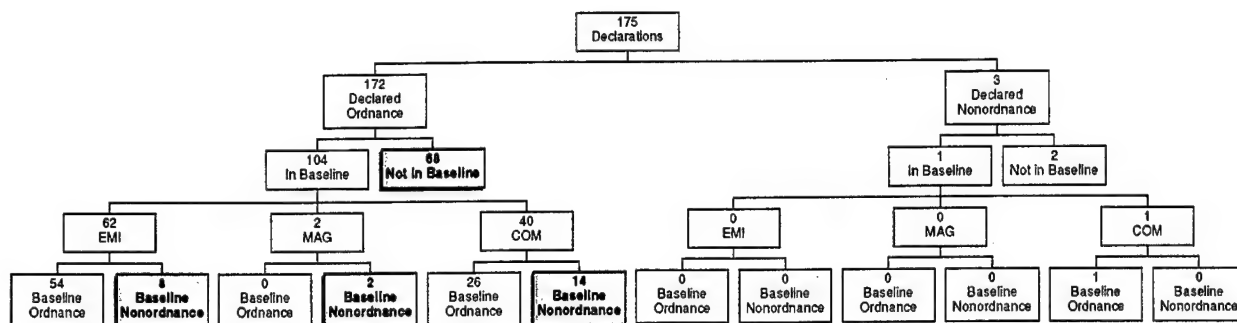 175
Declarations
172
Declared
Ordnance
3
Declared
Nonordnance
104
In Baseline
68
Not in Baseline
1
In Baseline
2
Not in Baseline
62
EMI
2
MAG
40
COM
0
EMI
0
MAG
1
COM
54
Baseline
Ordnance
8
Baseline
Nonordnance
0
Baseline
Ordnance
2
Baseline
Nonordnance
26
Baseline
Ordnance
14
Baseline
Nonordnance
0
Baseline
Ordnance
0
Baseline
Nonordnance
0
Baseline
Ordnance
0
Baseline
Nonordnance
1
Baseline
Ordnance
0
Baseline
Nonordnance